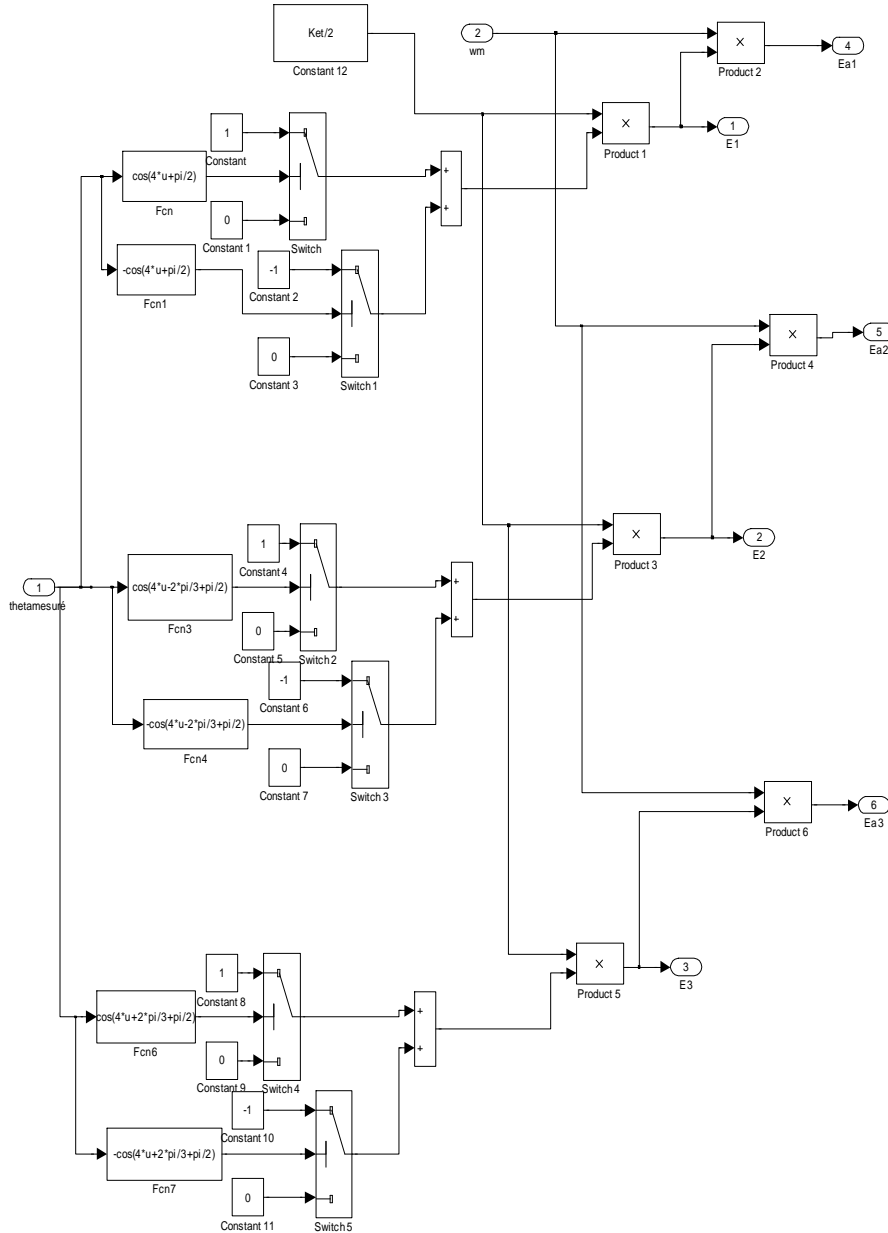 Ket/2
Constant 12
2
wm
X
Product 2
4
Ea1
1
Constant
X
Product 1
1
E1
cos(4*u+pi/2)
Fcn
0
Constant 1
Switch
+
+
-cos(4*u+pi/2)
Fcn1
-1
Constant 2
0
Constant 3
Switch 1
X
Product 4
5
Ea2
1
Constant 4
X
Product 3
2
E2
1
thetamesuré
cos(4*u-2*pi/3+pi/2)
Fcn3
0
Constant 5
Switch 2
+
+
-1
Constant 6
-cos(4*u-2*pi/3+pi/2)
Fcn4
0
Constant 7
Switch 3
X
Product 6
6
Ea3
1
Constant 8
X
Product 5
3
E3
cos(4*u+2*pi/3+pi/2)
Fcn6
0
Constant 9
Switch 4
+
+
-1
Constant 10
-cos(4*u+2*pi/3+pi/2)
Fcn7
0
Constant 11
Switch 5